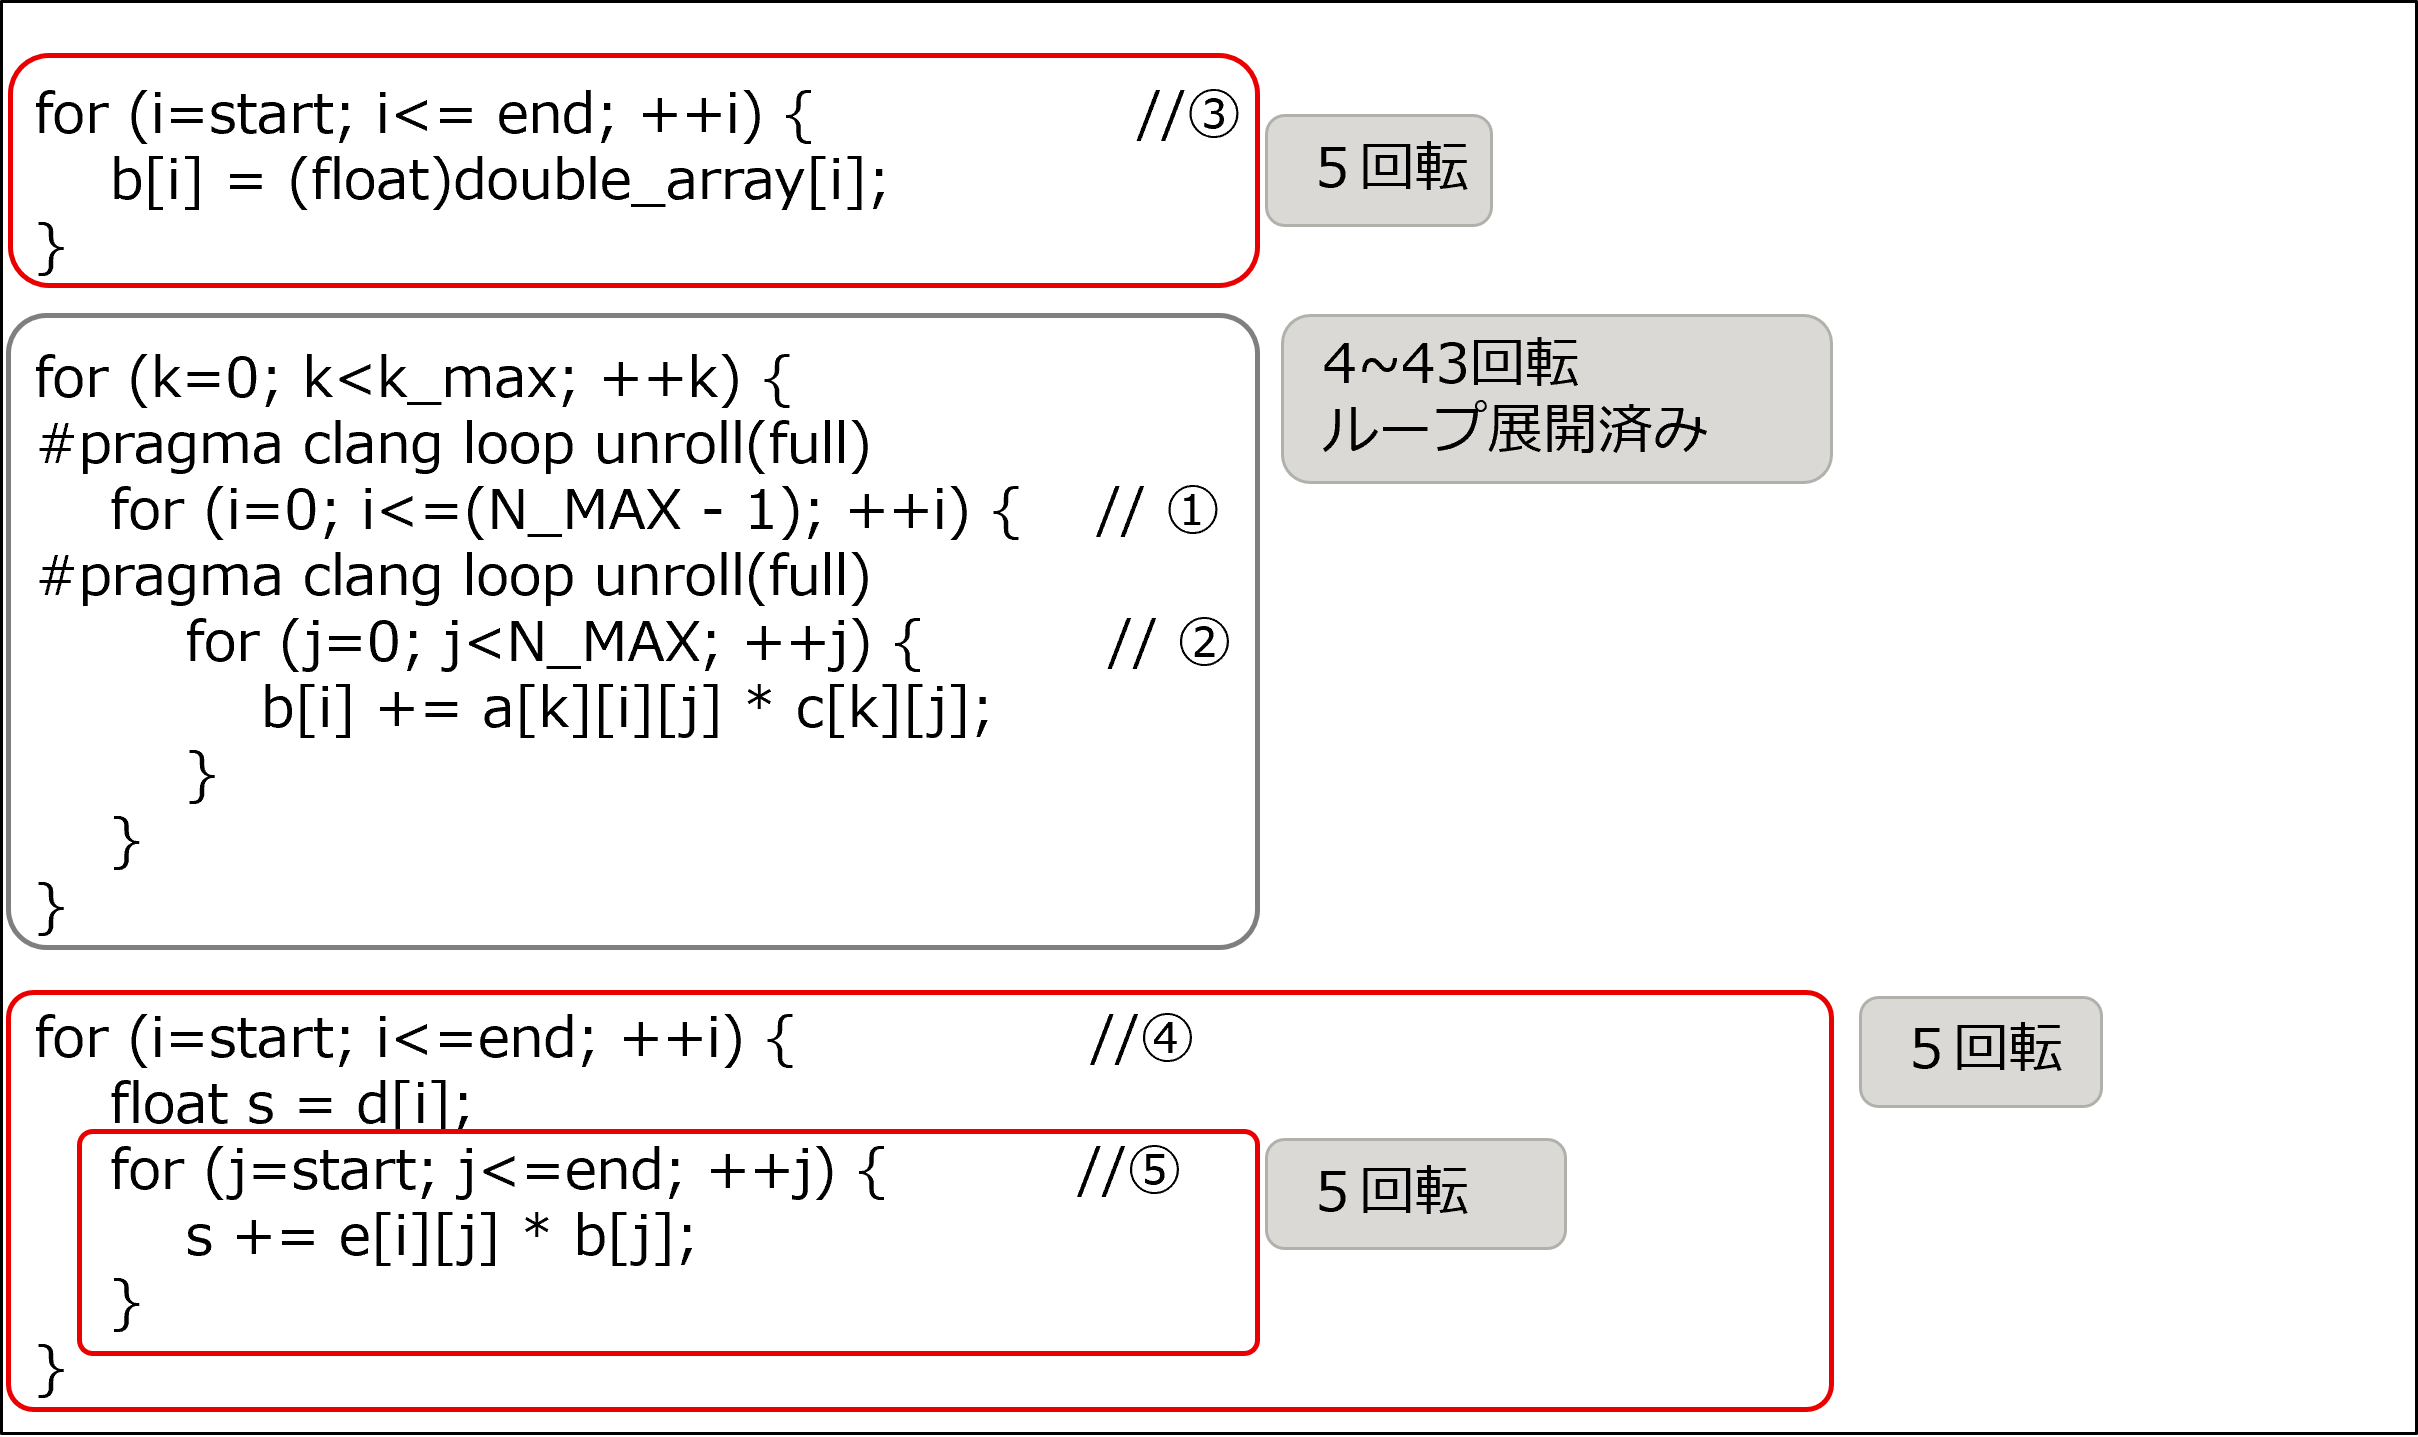 for (i=start; i<= end; ++i) { //③
b[i] = (float)double_array[i];
}
５回転
for (k=0; k<k_max; ++k) {
#pragma clang loop unroll(full)
for (i=0; i<=(N_MAX - 1); ++i) { // ①
#pragma clang loop unroll(full)
for (j=0; j<N_MAX; ++j) { // ②
b[i] += a[k][i][j] * c[k][j];
}
}
}
4~43回転
ループ展開済み
for (i=start; i<=end; ++i) { //④
float s = d[i];
for (j=start; j<=end; ++j) { //⑤
s += e[i][j] * b[j];
}
}
５回転
５回転